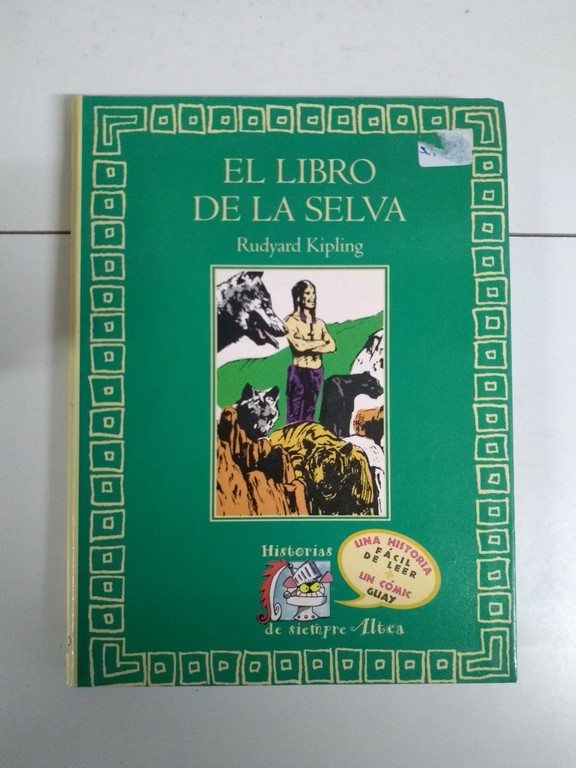 EL LIBRO
DE LA SELVA
Rudyard Kipling
Historias
de siempre Altea
UNA HISTORIA
FÁCIL
DE LEER
+
UN CÓMIC
GUAY